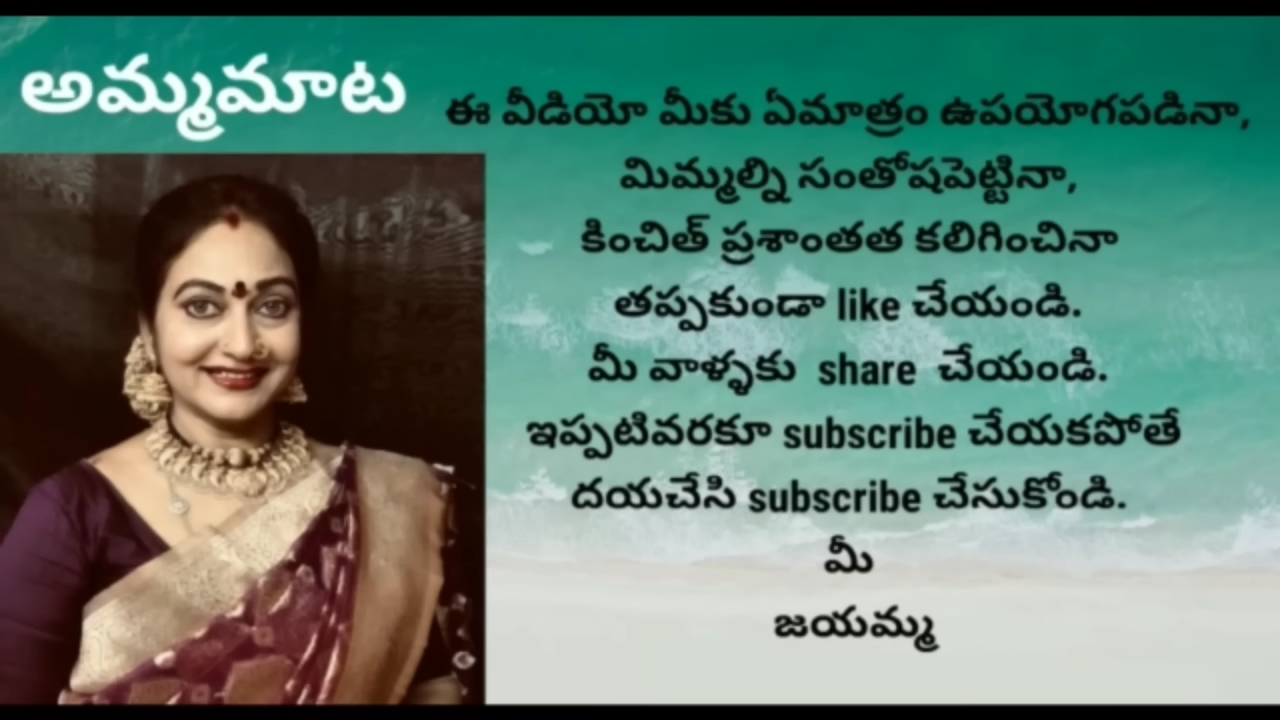 అమ్మమాట
ఈ వీడియో మీకు ఏమాత్రం ఉపయోగపడినా,
మిమ్మల్ని సంతోషపెట్టినా,
కించిత్ ప్రశాంతత కలిగించినా
తప్పకుండా like చేయండి.
మీ వాళ్ళకు share చేయండి.
ఇప్పటివరకూ subscribe చేయకపోతే
దయచేసి subscribe చేసుకోండి.
మీ
జయమ్మ